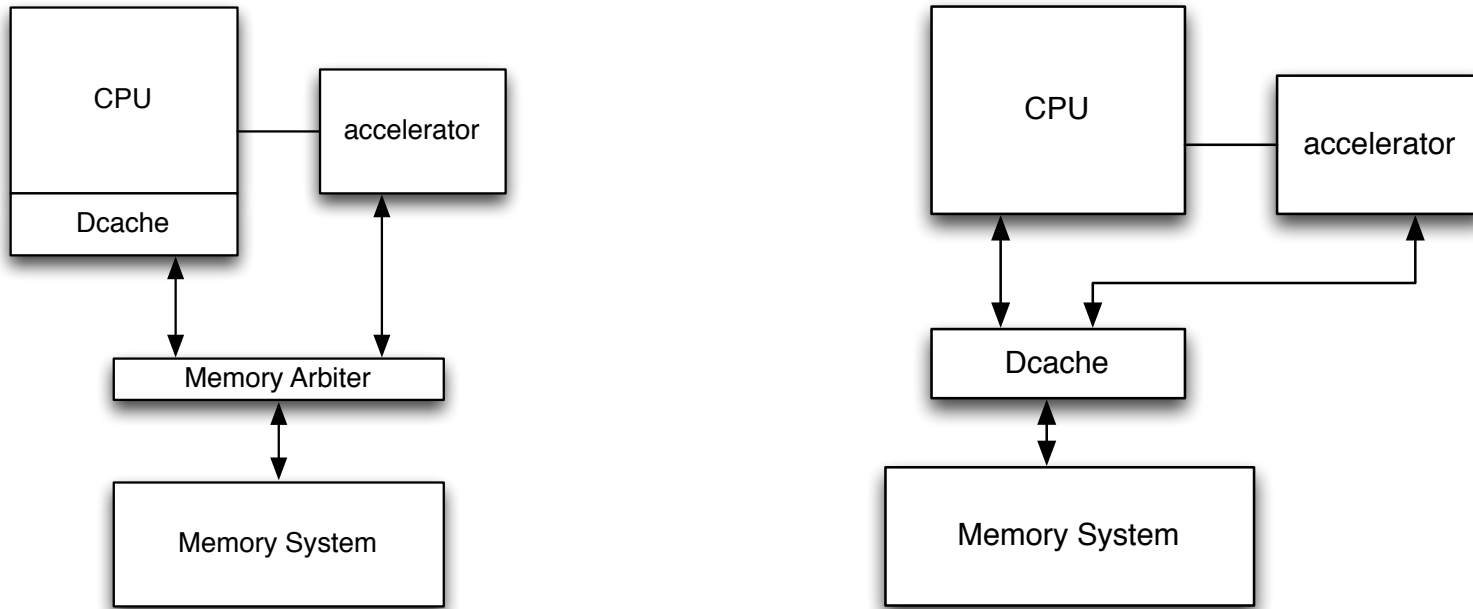 CPU
accelerator
Dcache
Memory Arbiter
Memory System
CPU
accelerator
Dcache
Memory System